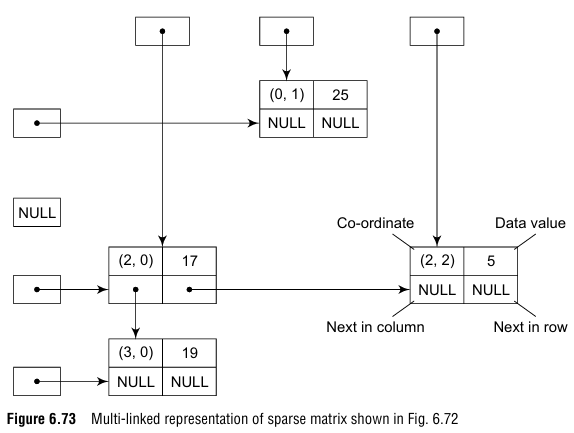 (0, 1) 25
NULL NULL
NULL
Co-ordinate Data value
(2, 0) 17 (2, 2) 5
NULL NULL
Next in column Next in row
(3, 0) 19
NULL NULL
Figure 6.73 Multi-linked representation of sparse matrix shown in Fig. 6.72